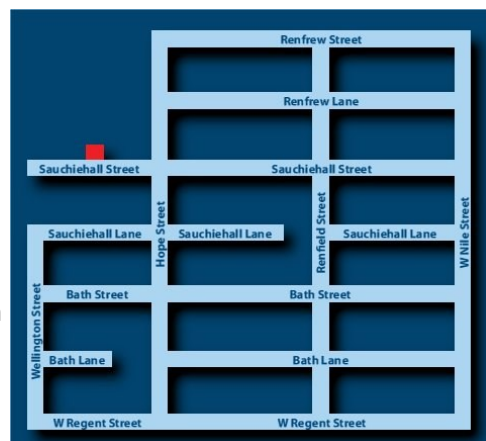 Renfrew Street
Renfrew Lane
Sauchiehall Street
Sauchiehall Street
Sauchiehall Lane
Sauchiehall Lane
Sauchiehall Lane
Hope Street
Renfield Street
W Nile Street
Bath Street
Bath Street
Wellington Street
Bath Lane
Bath Lane
W Regent Street
W Regent Street